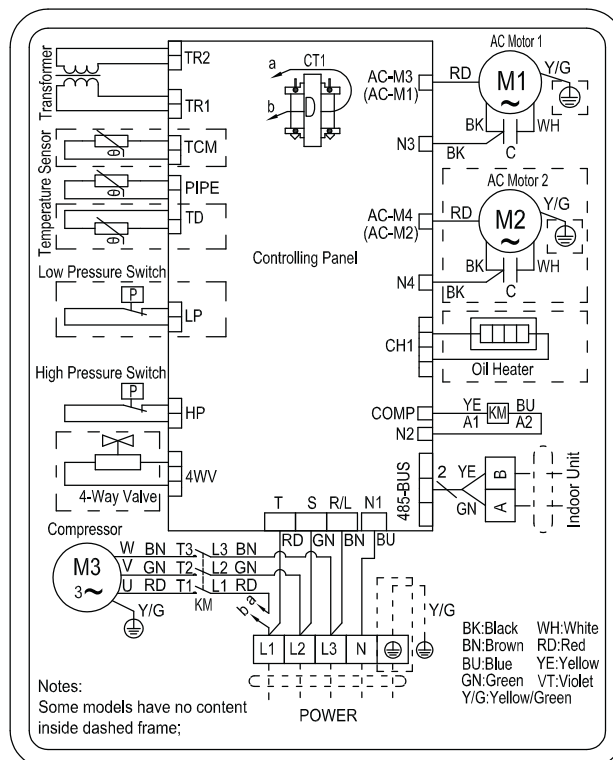 Transformer
TR2
TR1
Temperature Sensor
TCM
θ
PIPE
θ
TD
θ
Low Pressure Switch
P
LP
High Pressure Switch
P
HP
4WV
4-Way Valve
a
CT1
b
D
Controlling Panel
AC-M3
(AC-M1)
N3
AC Motor 1
RD
M1
~
Y/G
BK
WH
BK
C
AC-M4
(AC-M2)
N4
AC Motor 2
RD
M2
~
Y/G
BK
WH
BK
C
CH1
Oil Heater
COMP
YE
KM
BU
A1
A2
N2
485-BUS
2
YE
GN
B
A
Indoor Unit
T
S
R/L
N1
RD
GN
BN
BU
Compressor
M3
3~
W BN T3 L3 BN
V GN T2 L2 GN
U RD T1 L1 RD
KM
a
b
Y/G
L1 L2 L3 N
Y/G
POWER
Notes:
Some models have no content
inside dashed frame;
BK:Black WH:White
BN:Brown RD:Red
BU:Blue YE:Yellow
GN:Green VT:Violet
Y/G:Yellow/Green